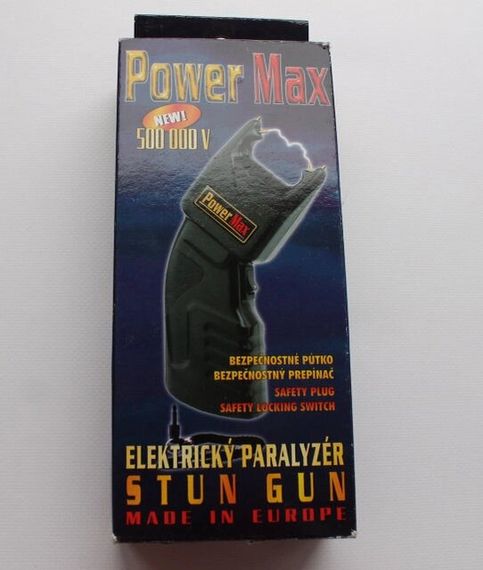 Power Max
NEW!
500 000 V
Power Max
BEZPEČNOSTNÉ PÚTKO
BEZPEČNOSTNÝ PREPÍNAČ
SAFETY PLUG
SAFETY LOCKING SWITCH
ELEKTRICKÝ PARALYZÉR
STUN GUN
MADE IN EUROPE